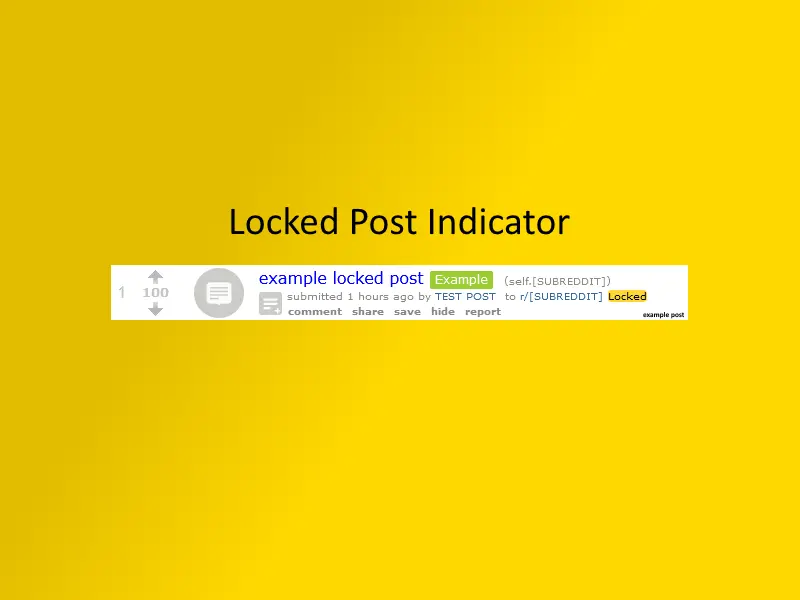 Locked Post Indicator
1
100
example locked post Example (self.[SUBREDDIT])
submitted 1 hours ago by TEST POST to r/[SUBREDDIT] Locked
comment share save hide report
example post